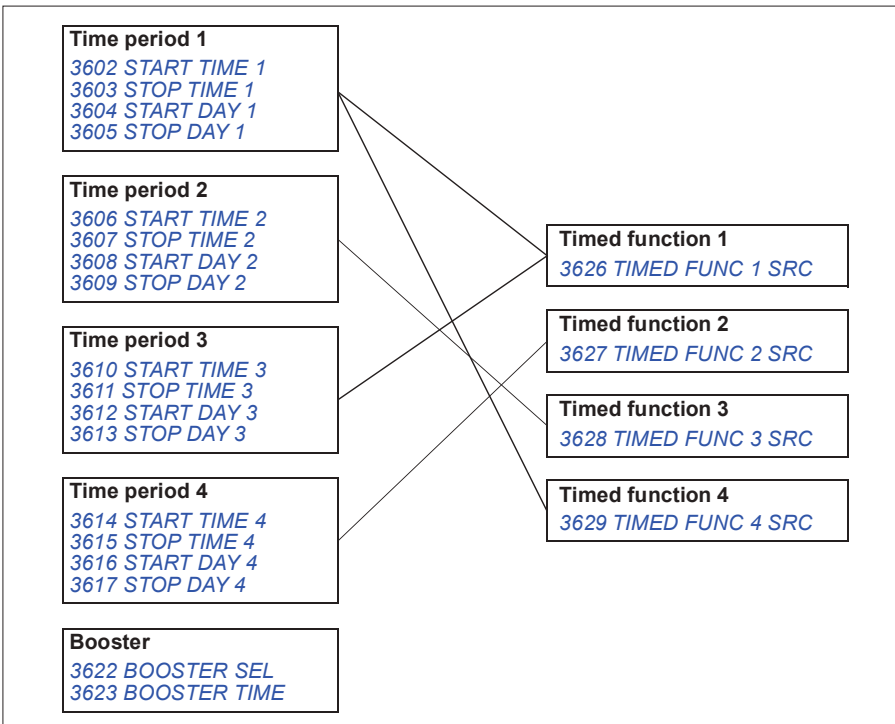 Time period 1
3602 START TIME 1
3603 STOP TIME 1
3604 START DAY 1
3605 STOP DAY 1
Time period 2
3606 START TIME 2
3607 STOP TIME 2
3608 START DAY 2
3609 STOP DAY 2
Time period 3
3610 START TIME 3
3611 STOP TIME 3
3612 START DAY 3
3613 STOP DAY 3
Time period 4
3614 START TIME 4
3615 STOP TIME 4
3616 START DAY 4
3617 STOP DAY 4
Booster
3622 BOOSTER SEL
3623 BOOSTER TIME
Timed function 1
3626 TIMED FUNC 1 SRC
Timed function 2
3627 TIMED FUNC 2 SRC
Timed function 3
3628 TIMED FUNC 3 SRC
Timed function 4
3629 TIMED FUNC 4 SRC